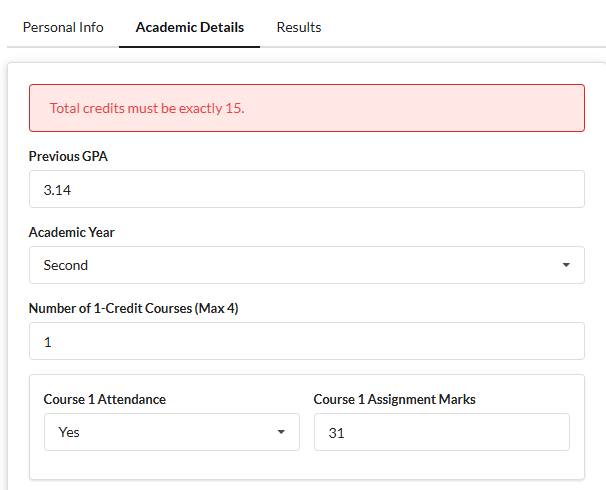 Personal Info Academic Details Results
Total credits must be exactly 15.
Previous GPA
3.14
Academic Year
Second
Number of 1-Credit Courses (Max 4)
1
Course 1 Attendance Course 1 Assignment Marks
Yes 31